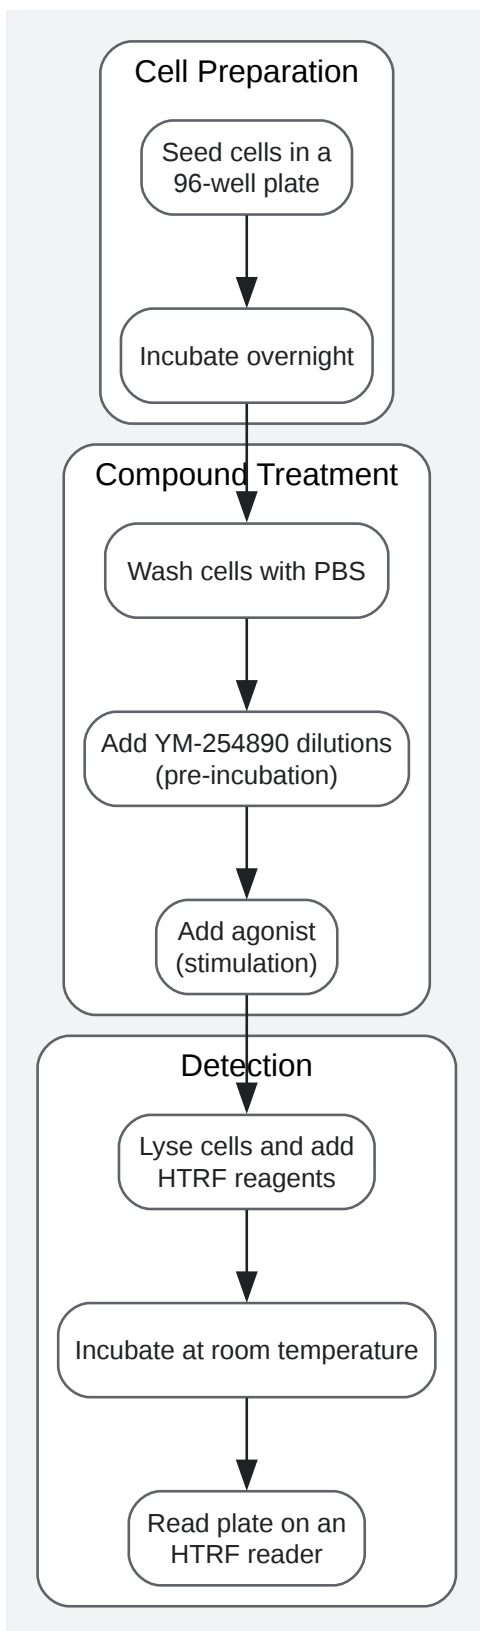 Cell Preparation
Seed cells in a
96-well plate
Incubate overnight
Compound Treatment
Wash cells with PBS
Add YM-254890 dilutions
(pre-incubation)
Add agonist
(stimulation)
Detection
Lyse cells and add
HTRF reagents
Incubate at room temperature
Read plate on an
HTRF reader